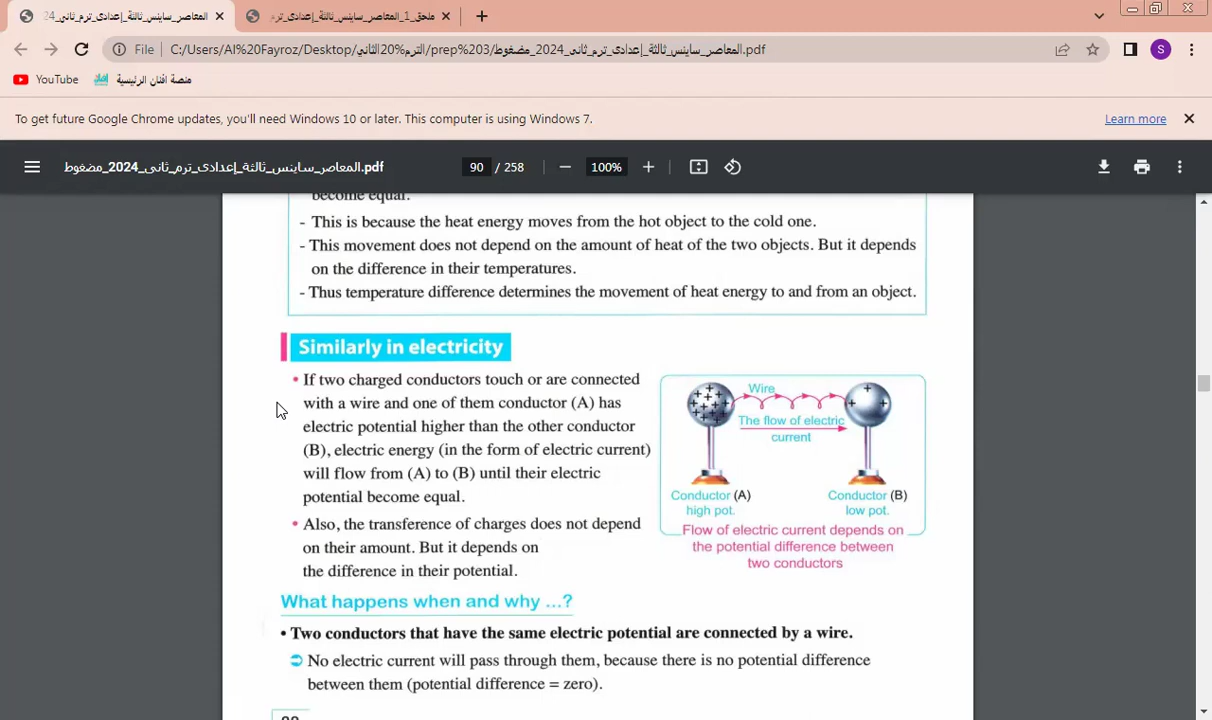 المعاصر_ساينس_ثالثة_إعدادى_ترم_ثانى_24
ملحق_1_المعاصر_ساينس_ثالثة_إعدادى_ترم
File
C:/Users/Al%20Fayroz/Desktop/الترم%20الثاني/prep%203/المعاصر_ساينس_ثالثة_إعدادى_ترم_ثانى_2024_مضغوط.pdf
S
YouTube
منصة افنان الرئيسية
To get future Google Chrome updates, you'll need Windows 10 or later. This computer is using Windows 7.
Learn more
المعاصر_ساينس_ثالثة_إعدادى_ترم_ثانى_2024_مضغوط.pdf
90 / 258
100%
become equal.
- This is because the heat energy moves from the hot object to the cold one.
- This movement does not depend on the amount of heat of the two objects. But it depends
on the difference in their temperatures.
- Thus temperature difference determines the movement of heat energy to and from an object.
Similarly in electricity
• If two charged conductors touch or are connected
with a wire and one of them conductor (A) has
electric potential higher than the other conductor
(B), electric energy (in the form of electric current)
will flow from (A) to (B) until their electric
potential become equal.
• Also, the transference of charges does not depend
on their amount. But it depends on
the difference in their potential.
Wire
The flow of electric
current
Conductor (A)
high pot.
Conductor (B)
low pot.
Flow of electric current depends on
the potential difference between
two conductors
What happens when and why ...?
• Two conductors that have the same electric potential are connected by a wire.
➲ No electric current will pass through them, because there is no potential difference
between them (potential difference = zero).